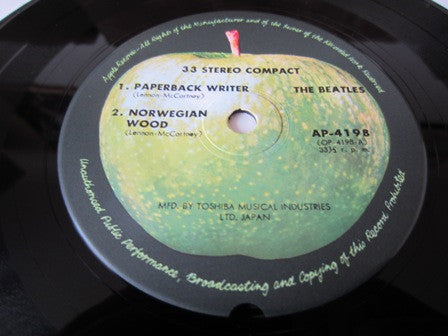 Apple Records - All Rights of the Manufacturer and of the Owner of the Recorded Work Reserved
33 STEREO COMPACT
1. PAPERBACK WRITER
(Lennon-McCartney)
THE BEATLES
2. NORWEGIAN
WOOD
(Lennon-McCartney)
AP-4198
(OP 4198-A)
33⅓ r. p. m.
MFD. BY TOSHIBA MUSICAL INDUSTRIES
LTD. JAPAN
Unauthorised Public Performance, Broadcasting and Copying of this Record Prohibited